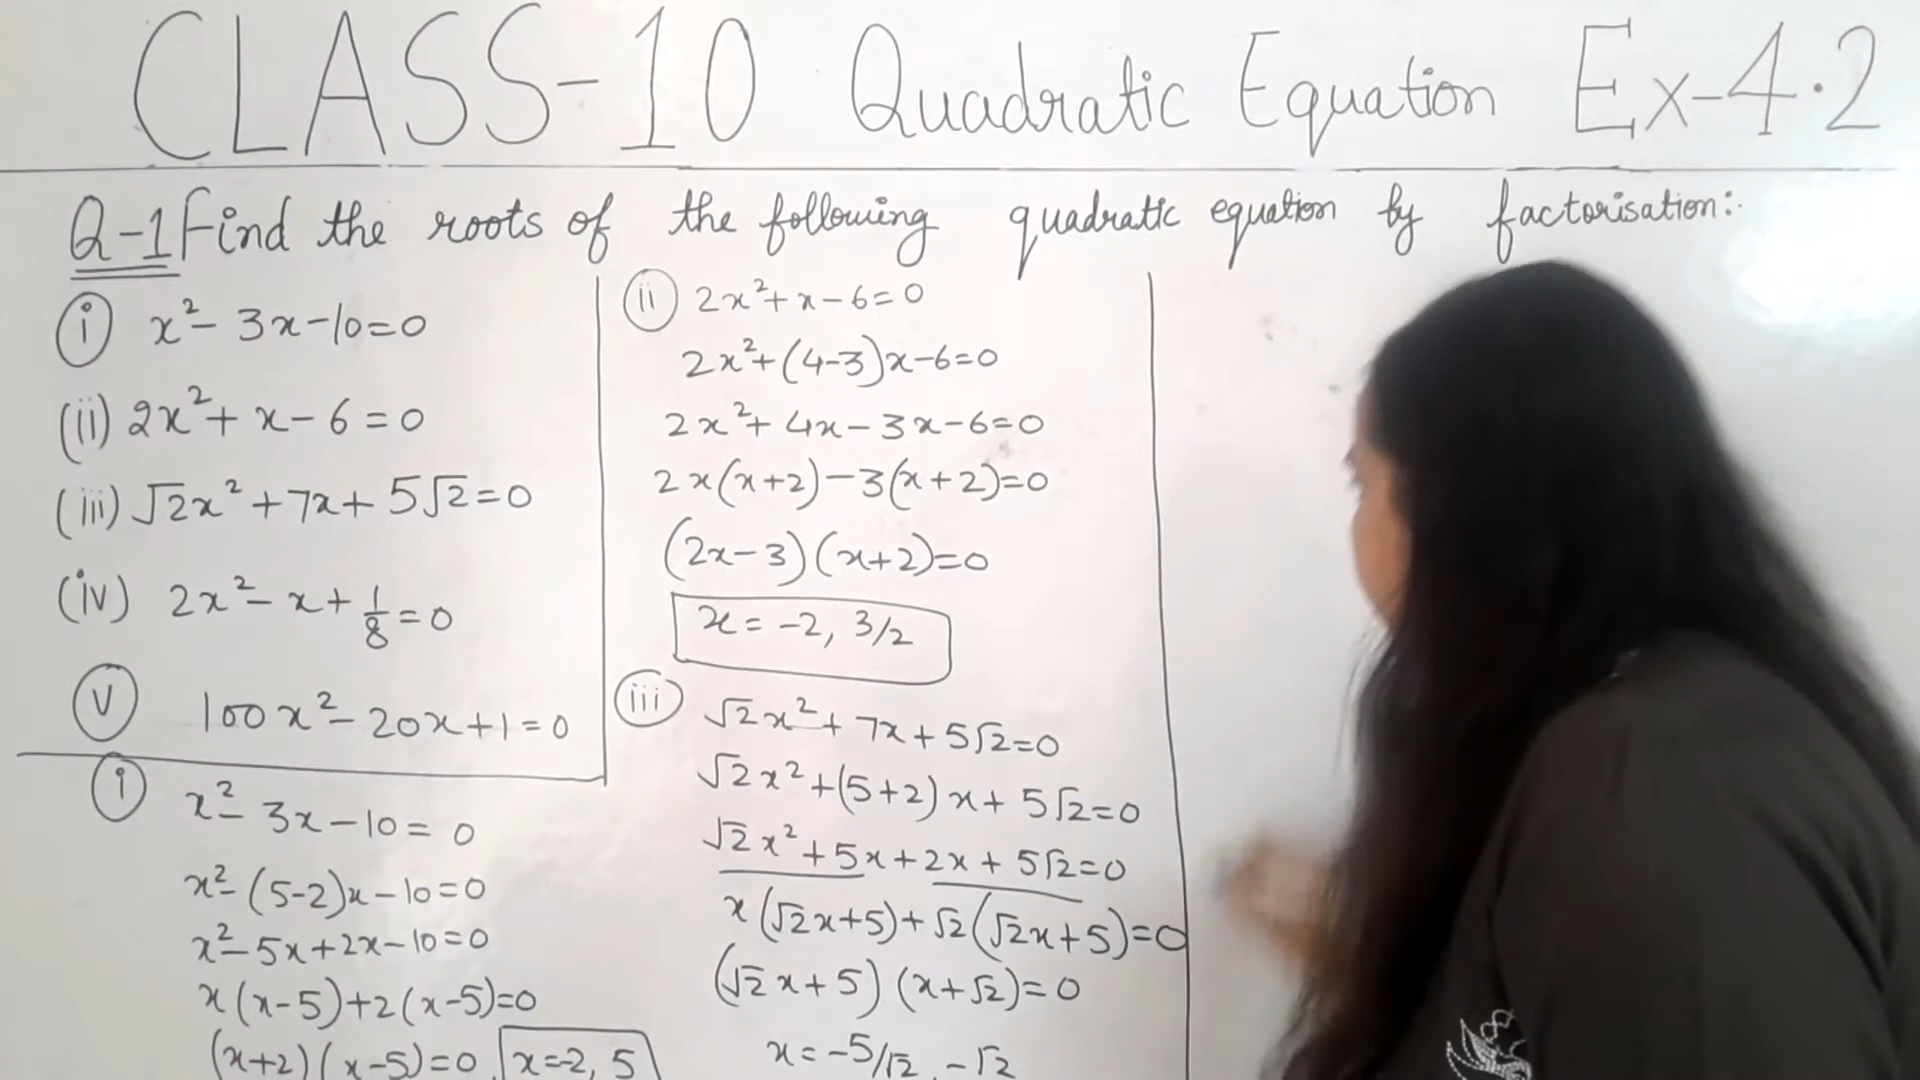 CLASS-10 Quadratic Equation Ex-4.2
Q-1 Find the roots of the following quadratic equation by factorisation:-
(i) x² - 3x - 10 = 0
(ii) 2x² + x - 6 = 0
(iii) √2x² + 7x + 5√2 = 0
(iv) 2x² - x + 1/8 = 0
(v) 100x² - 20x + 1 = 0
(i) x² - 3x - 10 = 0
x² - (5-2)x - 10 = 0
x² - 5x + 2x - 10 = 0
x(x-5) + 2(x-5) = 0
(x+2)(x-5) = 0, x = -2, 5
(ii) 2x² + x - 6 = 0
2x² + (4-3)x - 6 = 0
2x² + 4x - 3x - 6 = 0
2x(x+2) - 3(x+2) = 0
(2x-3)(x+2) = 0
x = -2, 3/2
(iii) √2x² + 7x + 5√2 = 0
√2x² + (5+2)x + 5√2 = 0
√2x² + 5x + 2x + 5√2 = 0
x(√2x+5) + √2(√2x+5) = 0
(√2x+5)(x+√2) = 0
x = -5/√2, -√2